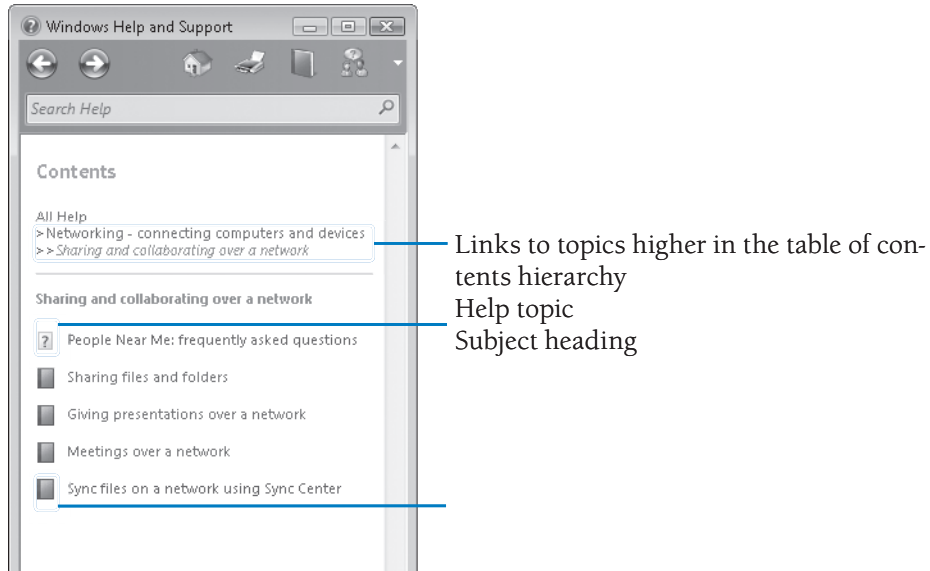 Windows Help and Support
Search Help
Contents
All Help
>Networking - connecting computers and devices
>>Sharing and collaborating over a network
Sharing and collaborating over a network
? People Near Me: frequently asked questions
Sharing files and folders
Giving presentations over a network
Meetings over a network
Sync files on a network using Sync Center
Links to topics higher in the table of con-
tents hierarchy
Help topic
Subject heading